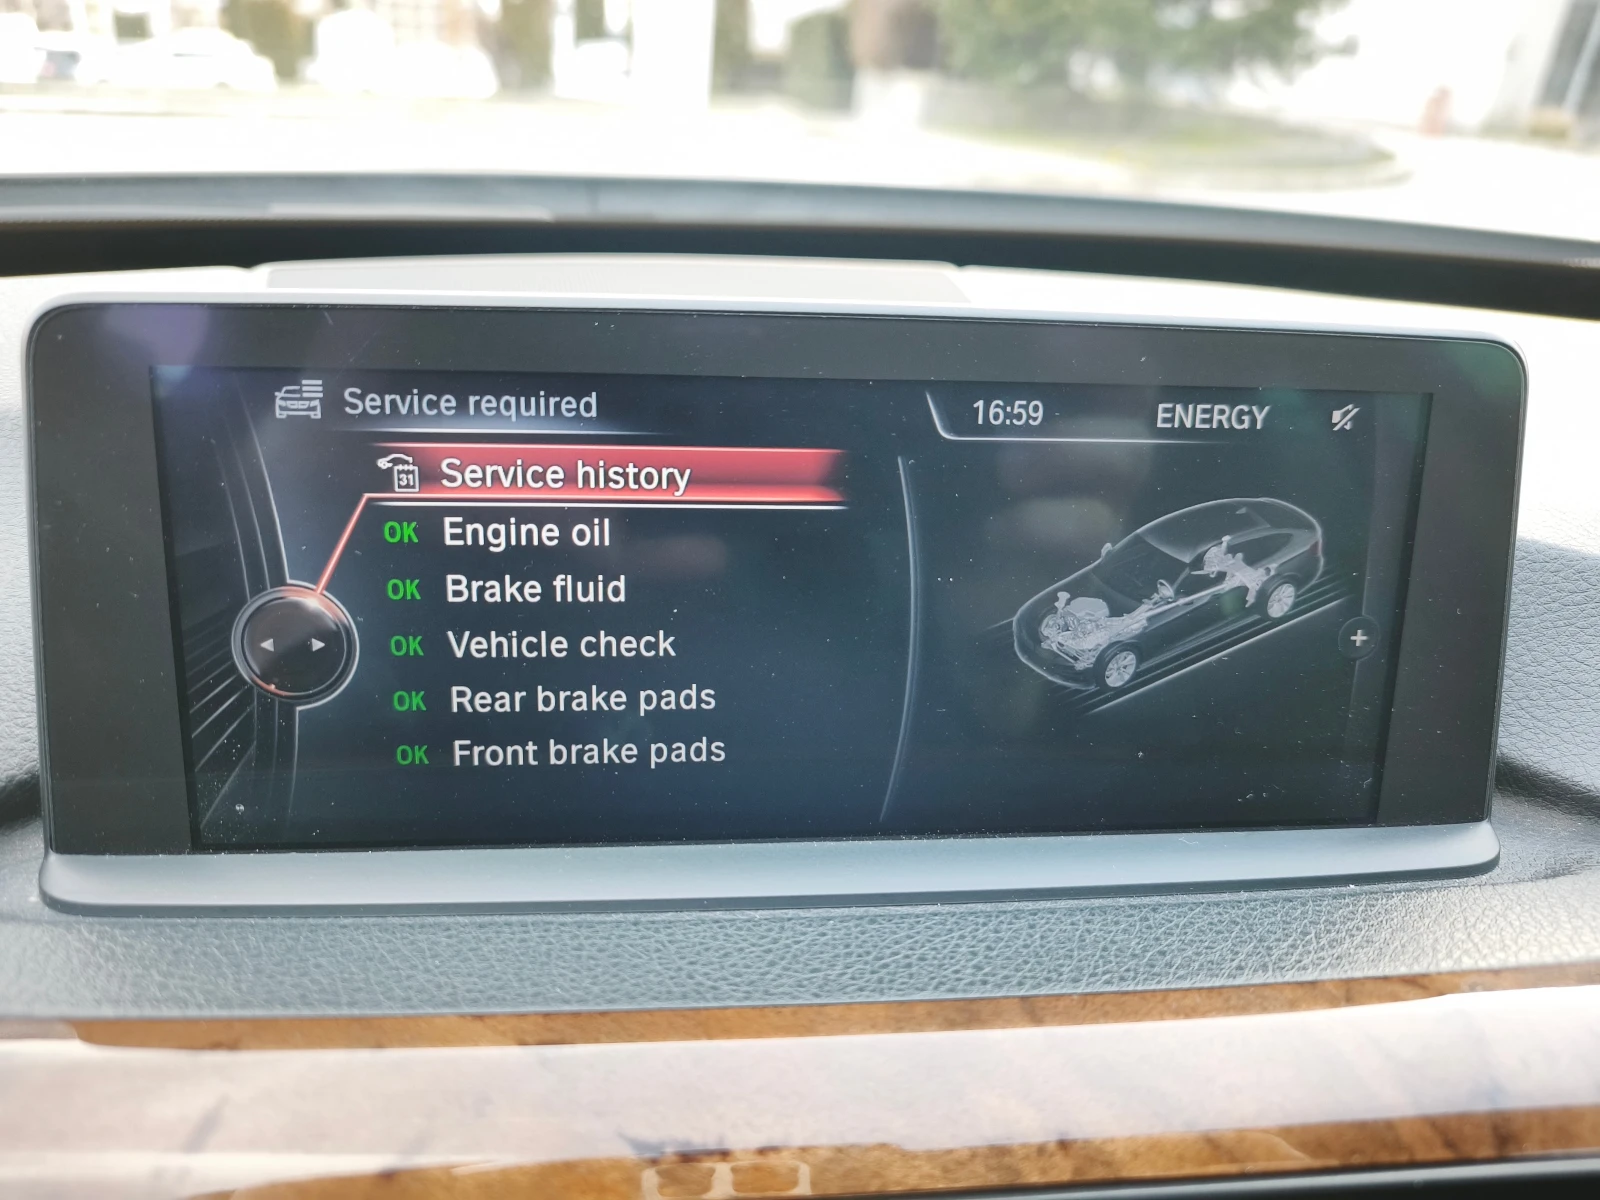 Service required
16:59
ENERGY
31 Service history
OK Engine oil
OK Brake fluid
OK Vehicle check
OK Rear brake pads
OK Front brake pads